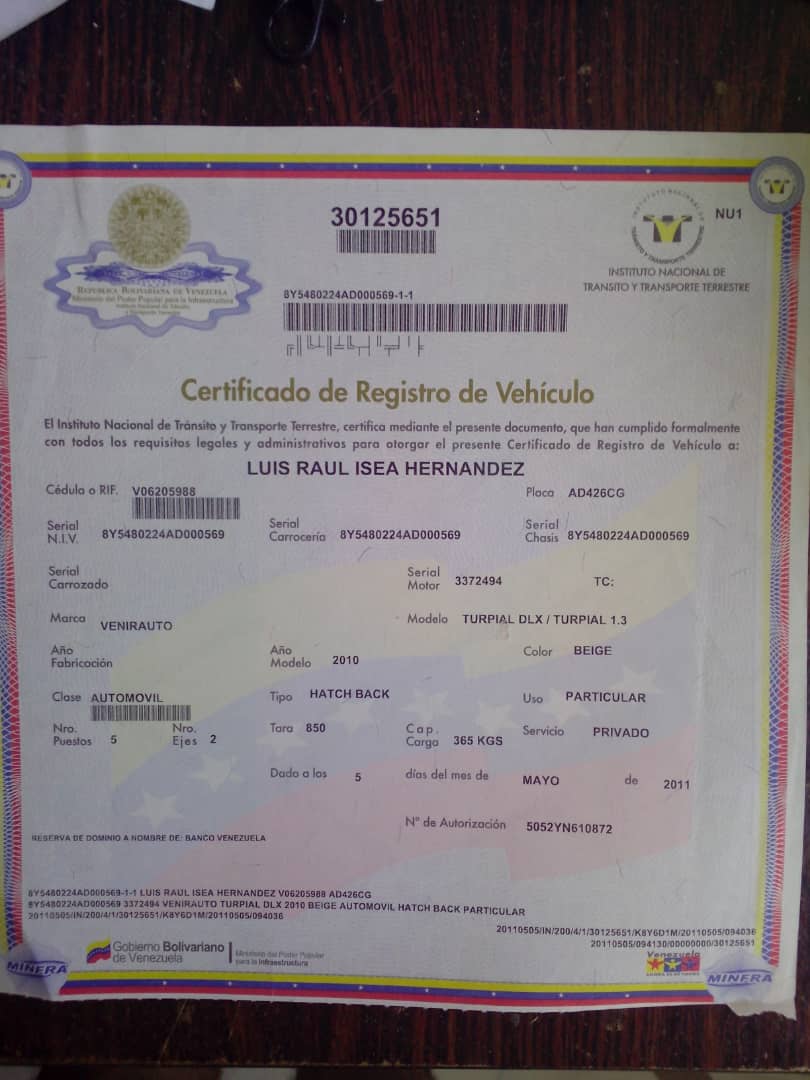 30125651
NU1
REPÚBLICA BOLIVARIANA DE VENEZUELA
Ministerio del Poder Popular para la Infraestructura
Instituto Nacional de Tránsito
y Transporte Terrestre
INSTITUTO NACIONAL DE
TRANSITO Y TRANSPORTE TERRESTRE
8Y5480224AD000569-1-1
Certificado de Registro de Vehículo
El Instituto Nacional de Tránsito y Transporte Terrestre, certifica mediante el presente documento, que han cumplido formalmente
con todos los requisitos legales y administrativos para otorgar el presente Certificado de Registro de Vehículo a:
LUIS RAUL ISEA HERNANDEZ
Cédula o RIF. V06205988 Placa AD426CG
Serial N.I.V. 8Y5480224AD000569 Serial Carrocería 8Y5480224AD000569 Serial Chasis 8Y5480224AD000569
Serial Carrozado Serial Motor 3372494 TC:
Marca VENIRAUTO Modelo TURPIAL DLX / TURPIAL 1.3
Año Fabricación Año Modelo 2010 Color BEIGE
Clase AUTOMOVIL Tipo HATCH BACK Uso PARTICULAR
Nro. Puestos 5 Nro. Ejes 2 Tara 850 Cap. Carga 365 KGS Servicio PRIVADO
Dado a los 5 días del mes de MAYO de 2011
N° de Autorización 5052YN610872
RESERVA DE DOMINIO A NOMBRE DE: BANCO VENEZUELA
8Y5480224AD000569-1-1 LUIS RAUL ISEA HERNANDEZ V06205988 AD426CG
8Y5480224AD000569 3372494 VENIRAUTO TURPIAL DLX 2010 BEIGE AUTOMOVIL HATCH BACK PARTICULAR
20110505/IN/200/4/1/30125651/K8Y6D1M/20110505/094036
20110505/IN/200/4/1/30125651/K8Y6D1M/20110505/094036
20110505/094130/00000000/30125651
Gobierno Bolivariano
de Venezuela
Ministerio del Poder Popular
para la Infraestructura
Venezuela
MINFRA
MINFRA